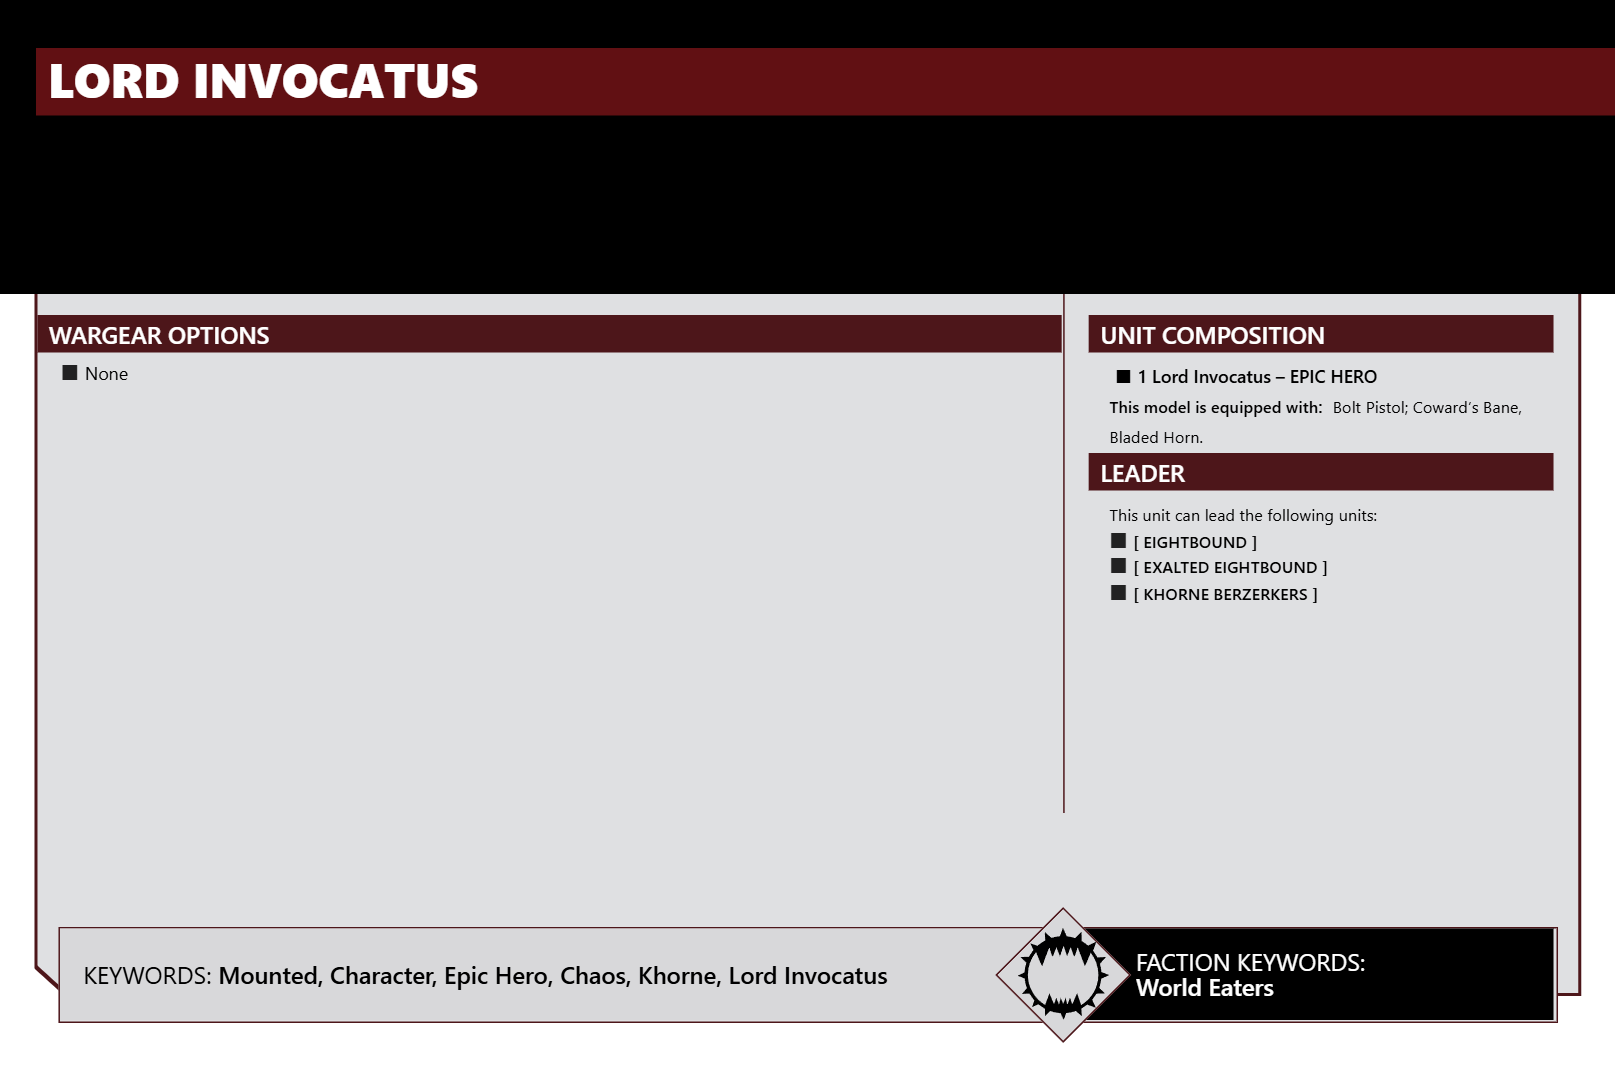 LORD INVOCATUS
WARGEAR OPTIONS
■ None
UNIT COMPOSITION
■ 1 Lord Invocatus – EPIC HERO
This model is equipped with: Bolt Pistol; Coward's Bane,
Bladed Horn.
LEADER
This unit can lead the following units:
■ [ EIGHTBOUND ]
■ [ EXALTED EIGHTBOUND ]
■ [ KHORNE BERZERKERS ]
KEYWORDS: Mounted, Character, Epic Hero, Chaos, Khorne, Lord Invocatus
FACTION KEYWORDS:
World Eaters